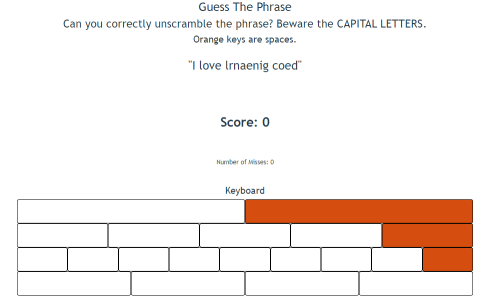 Guess The Phrase
Can you correctly unscramble the phrase? Beware the CAPITAL LETTERS.
Orange keys are spaces.
"I love lrnaenig coed"
Score: 0
Number of Misses: 0
Keyboard